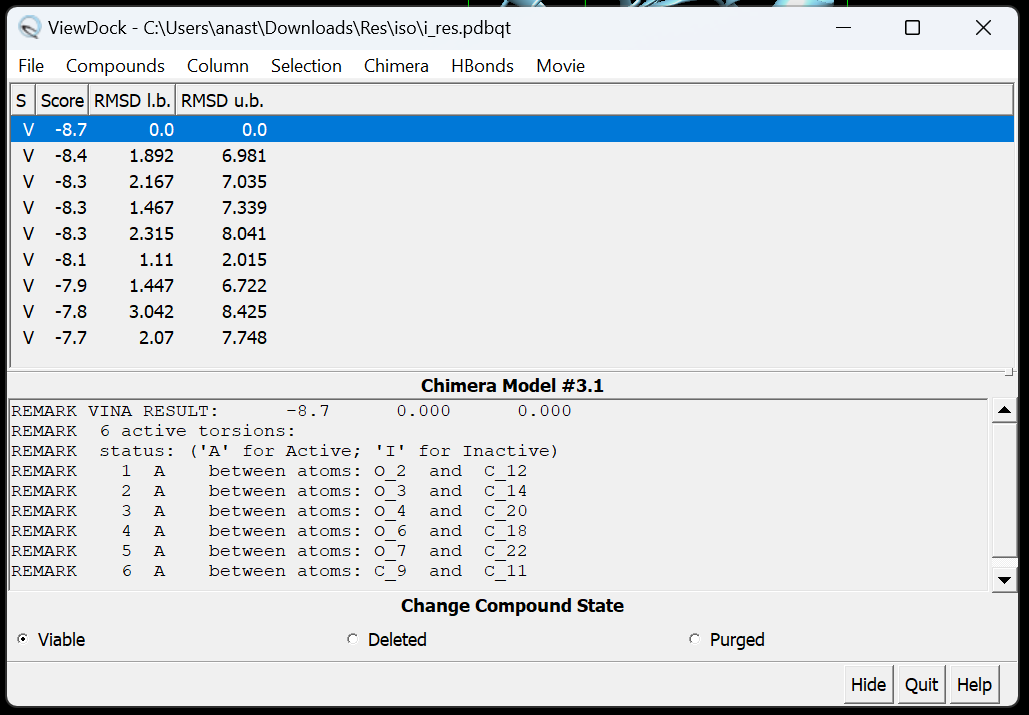 ViewDock - C:\Users\anast\Downloads\Res\iso\i_res.pdbqt
File Compounds Column Selection Chimera HBonds Movie
S Score RMSD l.b. RMSD u.b.
V -8.7 0.0 0.0
V -8.4 1.892 6.981
V -8.3 2.167 7.035
V -8.3 1.467 7.339
V -8.3 2.315 8.041
V -8.1 1.11 2.015
V -7.9 1.447 6.722
V -7.8 3.042 8.425
V -7.7 2.07 7.748
Chimera Model #3.1
REMARK VINA RESULT: -8.7 0.000 0.000
REMARK 6 active torsions:
REMARK status: ('A' for Active; 'I' for Inactive)
REMARK 1 A between atoms: O_2 and C_12
REMARK 2 A between atoms: O_3 and C_14
REMARK 3 A between atoms: O_4 and C_20
REMARK 4 A between atoms: O_6 and C_18
REMARK 5 A between atoms: O_7 and C_22
REMARK 6 A between atoms: C_9 and C_11
Change Compound State
Viable Deleted Purged
Hide Quit Help